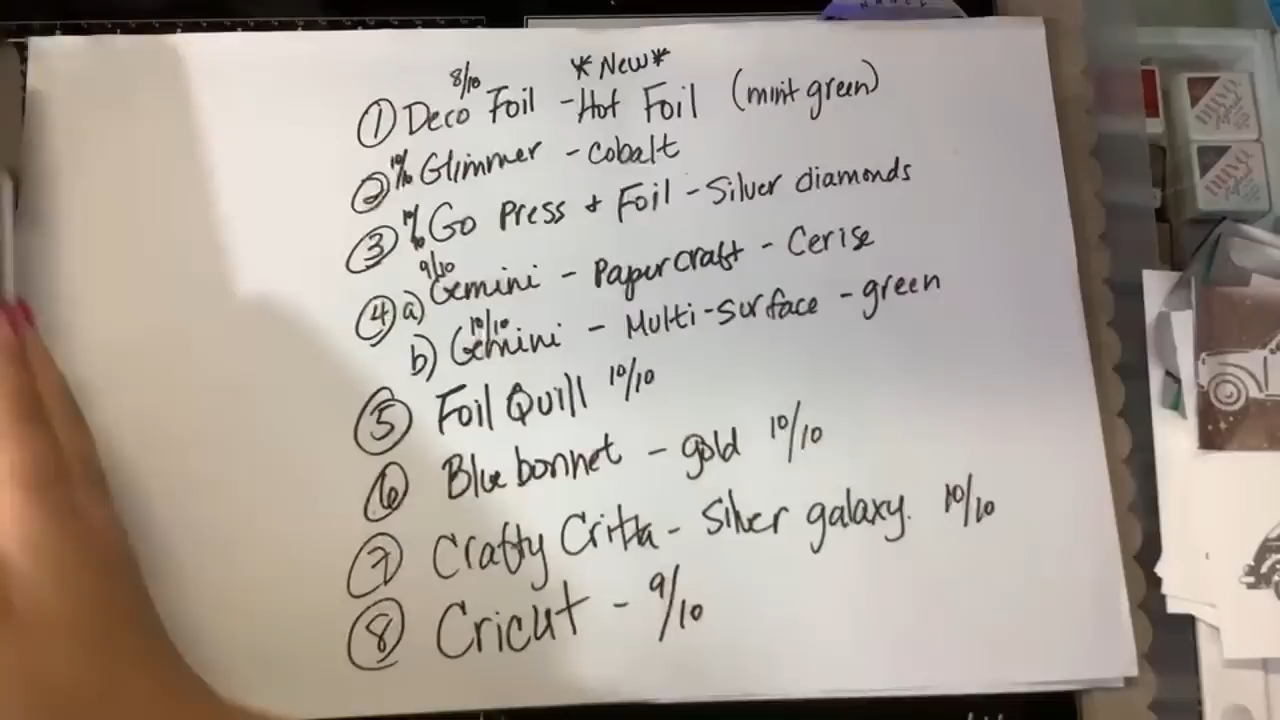 8/10 *New*
① Deco Foil - Hot Foil (mint green)
② 10/10 Glimmer - cobalt
③ 10/10 Go Press + Foil - Silver diamonds
9/10
④ a) Gemini - Papercraft - Cerise
10/10
b) Gemini - Multi-surface - green
⑤ Foil Quill 10/10
⑥ Blue bonnet - gold 10/10
⑦ Crafty Critta - Silver galaxy. 10/10
⑧ Cricut - 9/10